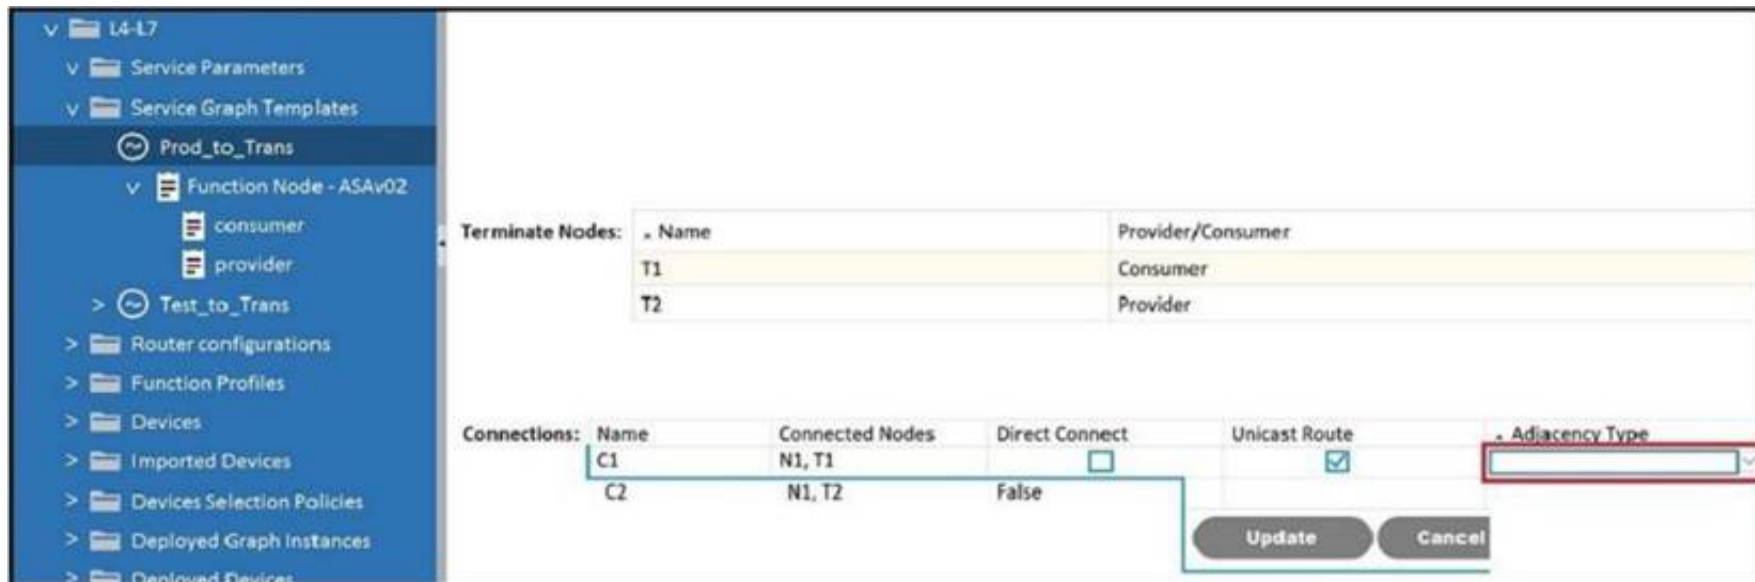 L4-L7
Service Parameters
Service Graph Templates
Prod_to_Trans
Function Node - ASAv02
consumer
provider
Test_to_Trans
Router configurations
Function Profiles
Devices
Imported Devices
Devices Selection Policies
Deployed Graph Instances
Deployed Devices
Terminate Nodes: Name Provider/Consumer
T1 Consumer
T2 Provider
Connections: Name Connected Nodes Direct Connect Unicast Route Adjacency Type
C1 N1, T1
C2 N1, T2 False
Update Cancel